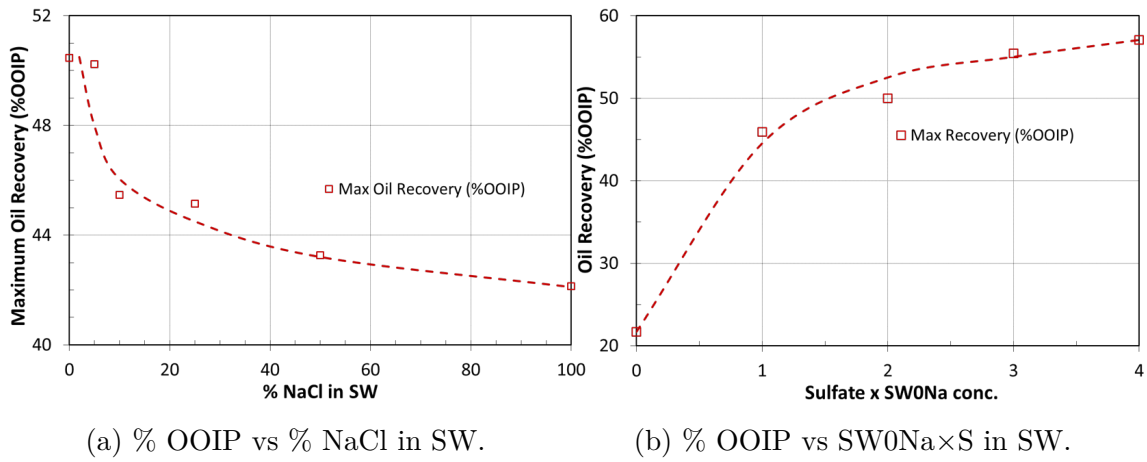 Maximum Oil Recovery (%OOIP)
52
48
44
40
0
20
40
60
80
100
% NaCl in SW
Max Oil Recovery (%OOIP)
(a) % OOIP vs % NaCl in SW.
Oil Recovery (%OOIP)
60
50
40
30
20
0
1
2
3
4
Sulfate x SW0Na conc.
Max Recovery (%OOIP)
(b) % OOIP vs SW0Na×S in SW.